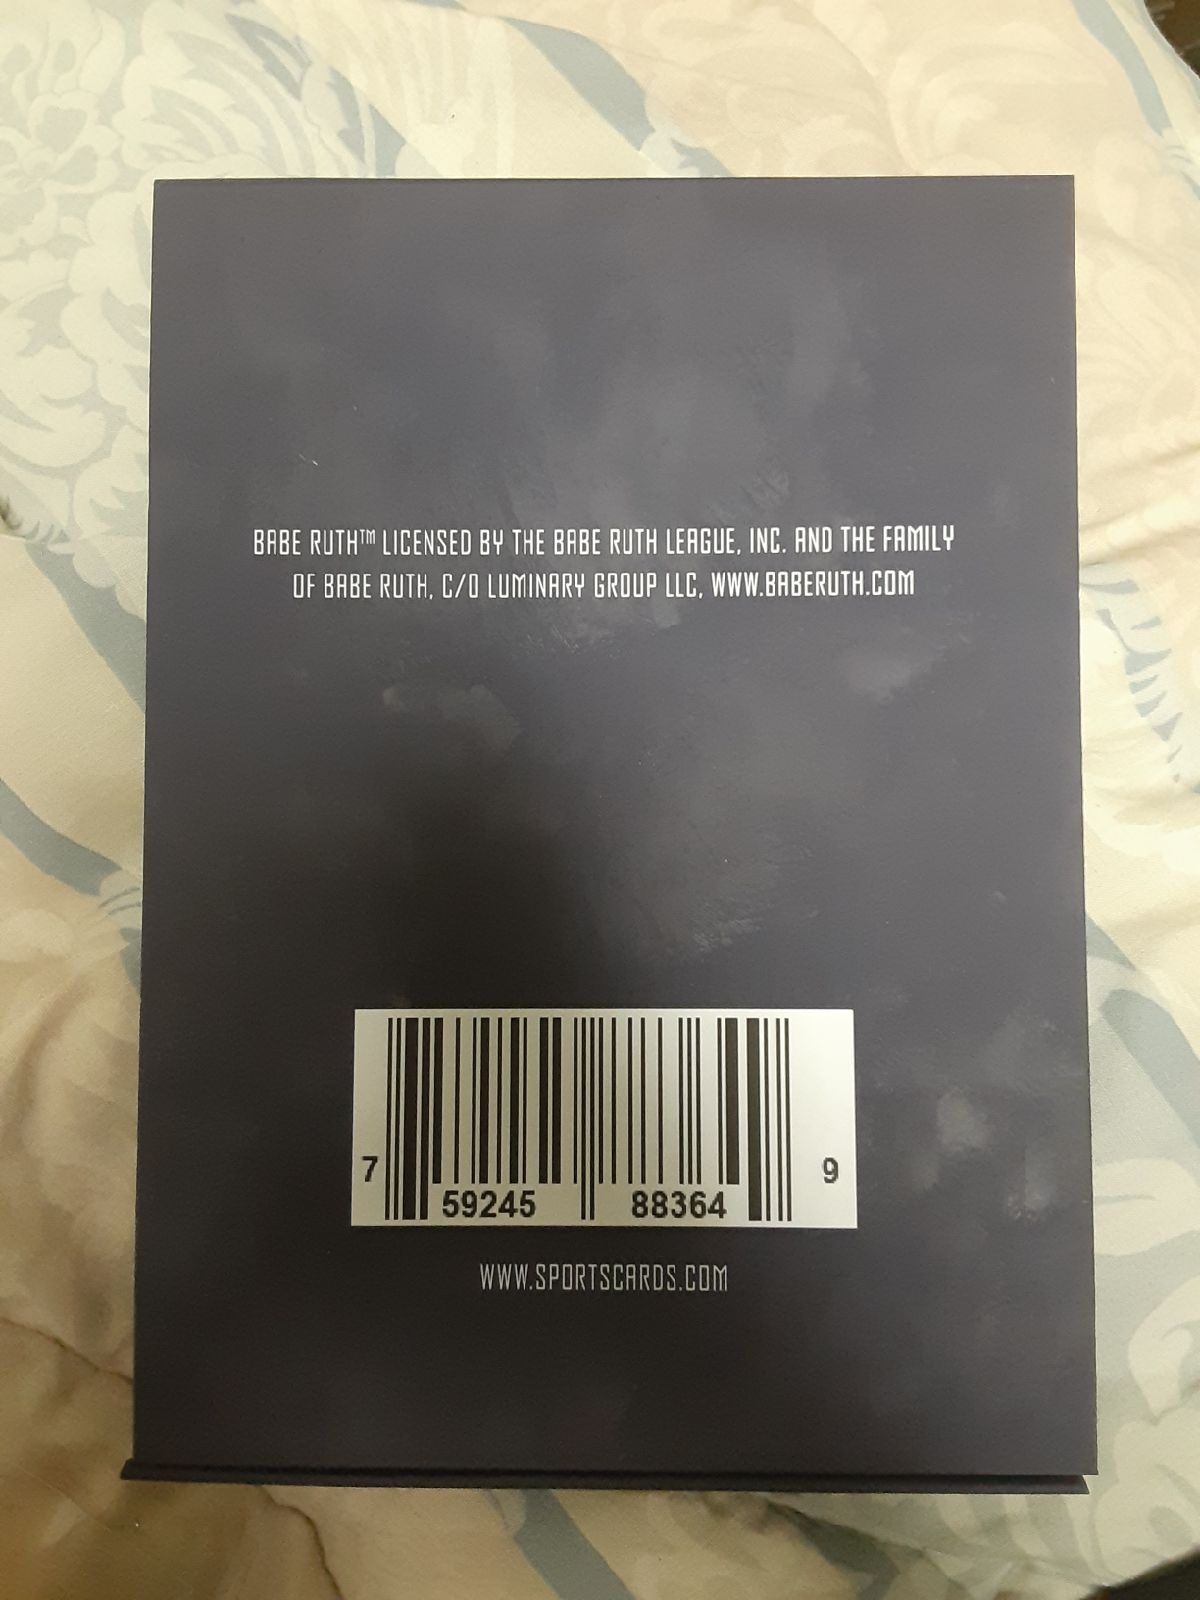 BABE RUTH™ LICENSED BY THE BABE RUTH LEAGUE, INC. AND THE FAMILY
OF BABE RUTH, C/O LUMINARY GROUP LLC, WWW.BABERUTH.COM
7 59245 88364 9
WWW.SPORTSCARDS.COM